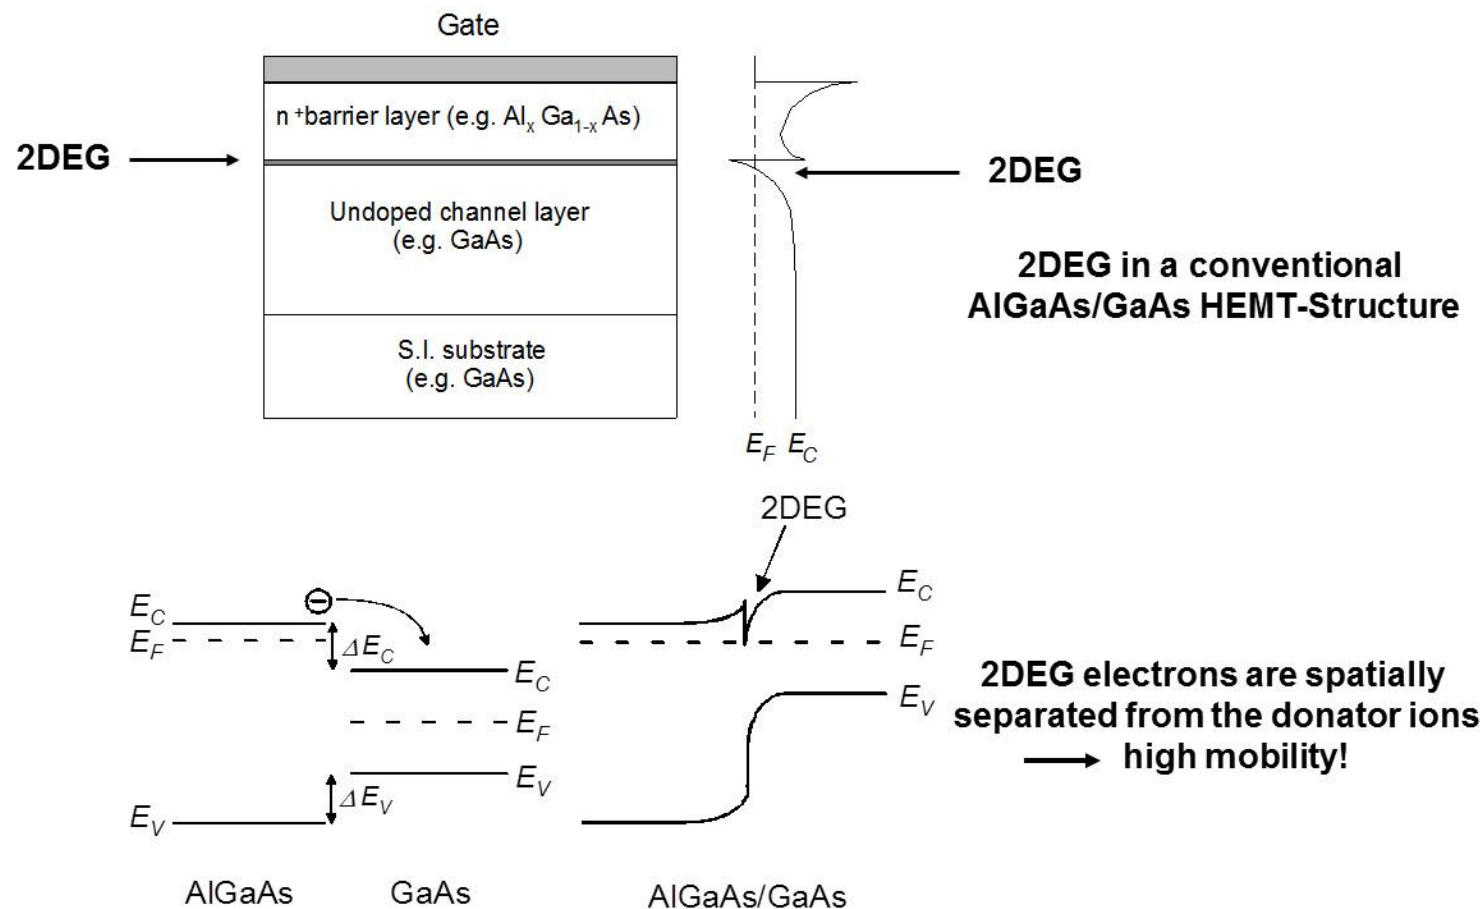 Gate
n+barrier layer (e.g. AlxGa1-xAs)
2DEG
2DEG
Undoped channel layer
(e.g. GaAs)
2DEG in a conventional
AlGaAs/GaAs HEMT-Structure
S.I. substrate
(e.g. GaAs)
EF EC
2DEG
EC
EF
ΔEC
EC
EF
EV
ΔEV
EV
EC
EF
EV
2DEG electrons are spatially
separated from the donator ions
high mobility!
AlGaAs
GaAs
AlGaAs/GaAs